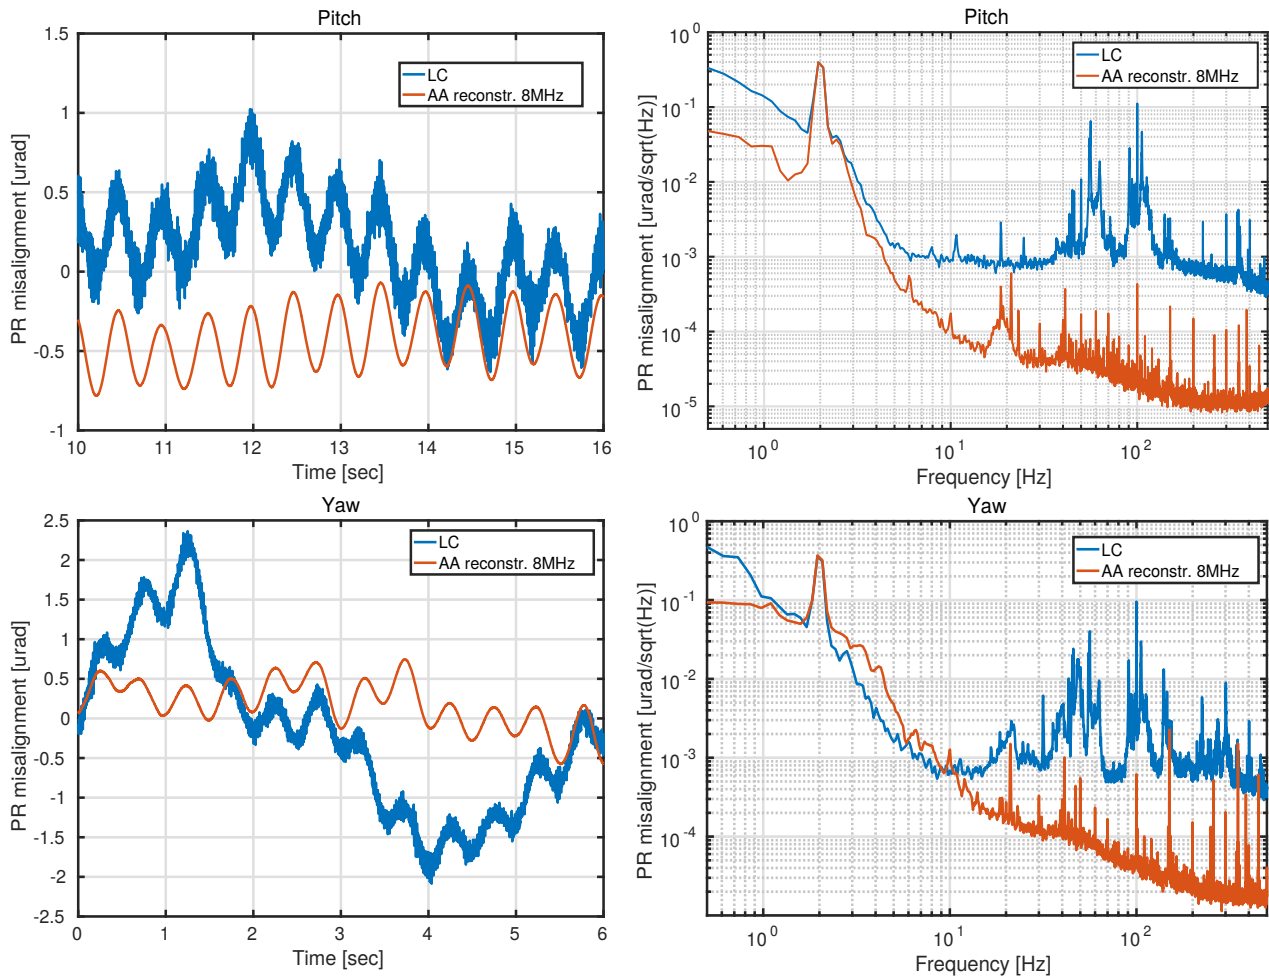 Pitch
1.5
1
0.5
0
-0.5
-1
PR misalignment [urad]
LC
AA reconstr. 8MHz
10 11 12 13 14 15 16
Time [sec]
Pitch
10^0
10^-1
10^-2
10^-3
10^-4
10^-5
PR misalignment [urad/sqrt(Hz)]
LC
AA reconstr. 8MHz
10^0 10^1 10^2
Frequency [Hz]
Yaw
2.5
2
1.5
1
0.5
0
-0.5
-1
-1.5
-2
-2.5
PR misalignment [urad]
LC
AA reconstr. 8MHz
0 1 2 3 4 5 6
Time [sec]
Yaw
10^0
10^-1
10^-2
10^-3
10^-4
PR misalignment [urad/sqrt(Hz)]
LC
AA reconstr. 8MHz
10^0 10^1 10^2
Frequency [Hz]